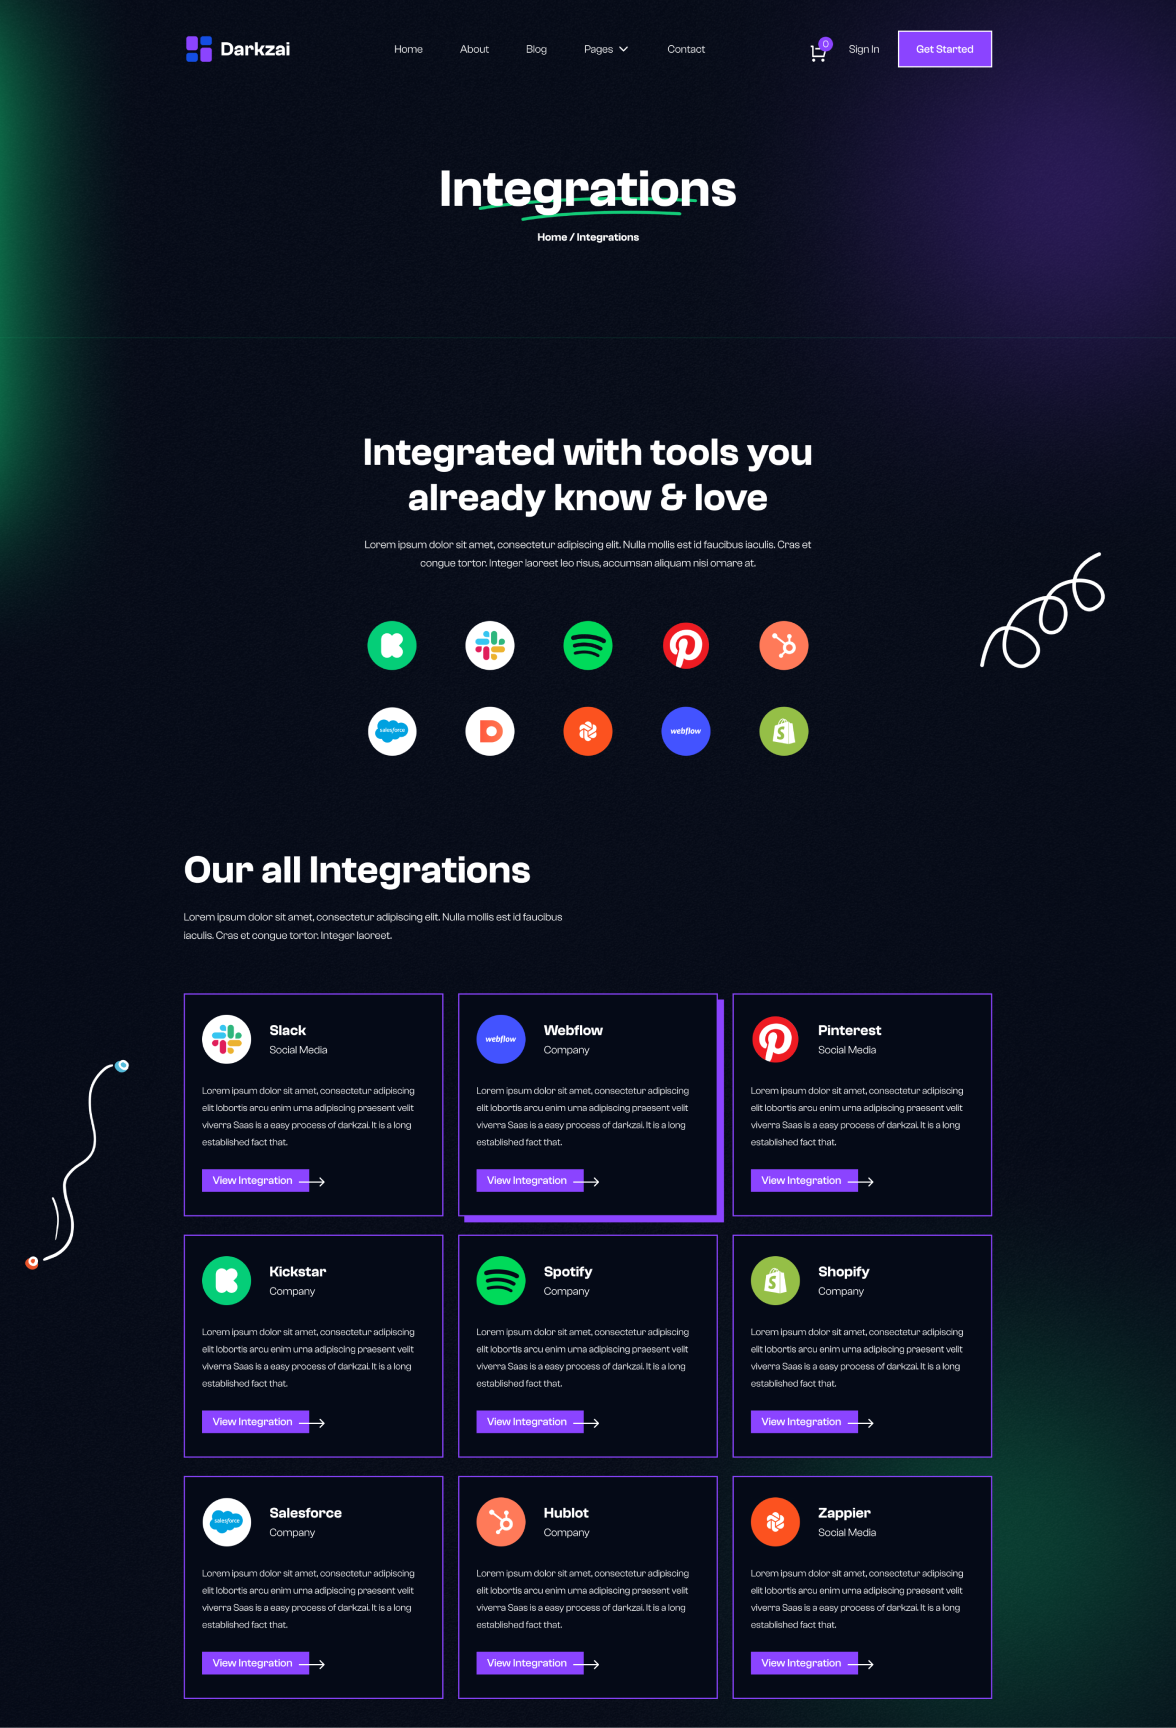 Darkzai
Home About Blog Pages Contact
0
Sign In
Get Started
Integrations
Home / Integrations
Integrated with tools you
already know & love
Lorem ipsum dolor sit amet, consectetur adipiscing elit. Nulla mollis est id faucibus iaculis. Cras et
congue tortor. Integer laoreet leo risus, accumsan aliquam nisi ornare at.
salesforce
webflow
Our all Integrations
Lorem ipsum dolor sit amet, consectetur adipiscing elit. Nulla mollis est id faucibus
iaculis. Cras et congue tortor. Integer laoreet.
Slack
Social Media
Lorem ipsum dolor sit amet, consectetur adipiscing
elit lobortis arcu enim urna adipiscing praesent velit
viverra Saas is a easy process of darkzai. It is a long
established fact that.
View Integration
webflow
Webflow
Company
Lorem ipsum dolor sit amet, consectetur adipiscing
elit lobortis arcu enim urna adipiscing praesent velit
viverra Saas is a easy process of darkzai. It is a long
established fact that.
View Integration
Pinterest
Social Media
Lorem ipsum dolor sit amet, consectetur adipiscing
elit lobortis arcu enim urna adipiscing praesent velit
viverra Saas is a easy process of darkzai. It is a long
established fact that.
View Integration
Kickstar
Company
Lorem ipsum dolor sit amet, consectetur adipiscing
elit lobortis arcu enim urna adipiscing praesent velit
viverra Saas is a easy process of darkzai. It is a long
established fact that.
View Integration
Spotify
Company
Lorem ipsum dolor sit amet, consectetur adipiscing
elit lobortis arcu enim urna adipiscing praesent velit
viverra Saas is a easy process of darkzai. It is a long
established fact that.
View Integration
Shopify
Company
Lorem ipsum dolor sit amet, consectetur adipiscing
elit lobortis arcu enim urna adipiscing praesent velit
viverra Saas is a easy process of darkzai. It is a long
established fact that.
View Integration
salesforce
Salesforce
Company
Lorem ipsum dolor sit amet, consectetur adipiscing
elit lobortis arcu enim urna adipiscing praesent velit
viverra Saas is a easy process of darkzai. It is a long
established fact that.
View Integration
Hublot
Company
Lorem ipsum dolor sit amet, consectetur adipiscing
elit lobortis arcu enim urna adipiscing praesent velit
viverra Saas is a easy process of darkzai. It is a long
established fact that.
View Integration
Zappier
Social Media
Lorem ipsum dolor sit amet, consectetur adipiscing
elit lobortis arcu enim urna adipiscing praesent velit
viverra Saas is a easy process of darkzai. It is a long
established fact that.
View Integration